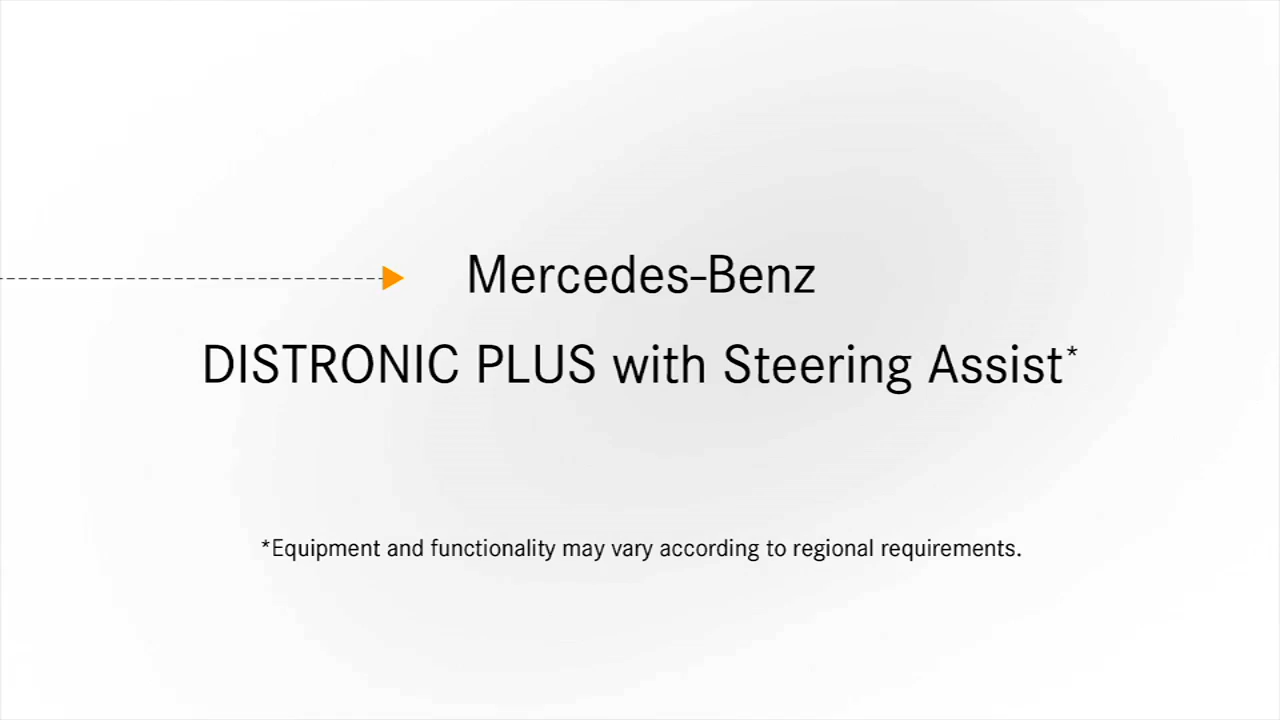 Mercedes-Benz
DISTRONIC PLUS with Steering Assist*
*Equipment and functionality may vary according to regional requirements.